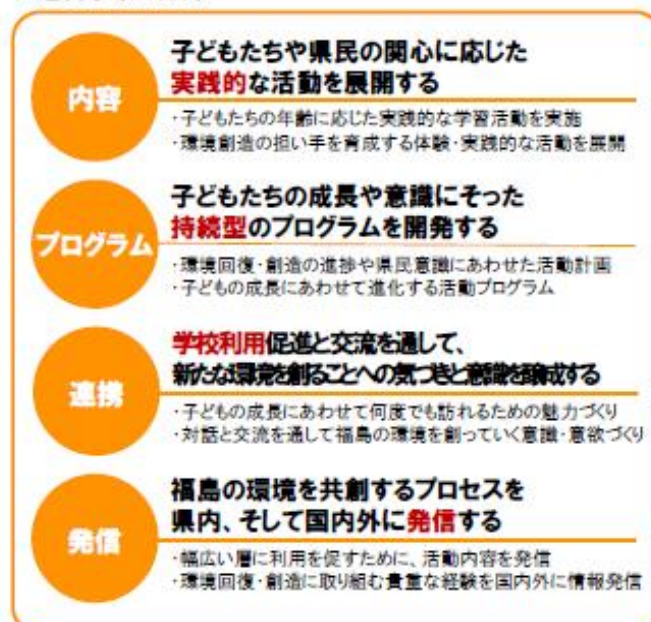 内容
子どもたちや県民の関心に応じた
実践的な活動を展開する
・子どもたちの年齢に応じた実践的な学習活動を実施
・環境創造の担い手を育成する体験・実践的な活動を展開
プログラム
子どもたちの成長や意識にそった
持続型のプログラムを開発する
・環境回復・創造の進捗や県民意識にあわせた活動計画
・子どもの成長にあわせて進化する活動プログラム
連携
学校利用促進と交流を通して、
新たな環境を創ることへの気づきと意識を醸成する
・子どもの成長にあわせて何度でも訪れるための魅力づくり
・対話と交流を通して福島の環境を創っていく意識・意欲づくり
発信
福島の環境を共創するプロセスを
県内、そして国内外に発信する
・幅広い層に利用を促すために、活動内容を発信
・環境回復・創造に取り組む貴重な経験を国内外に情報発信